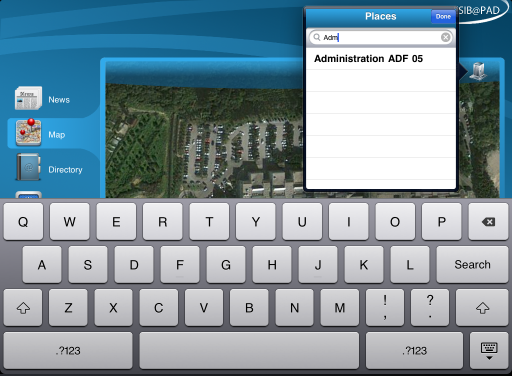 SIB@PAD
Places
Done
Adm
Administration ADF 05
News
Map
Directory
Q W E R T Y U I O P
A S D F G H J K L Search
Z X C V B N M ! , ? .
.?123 .?123